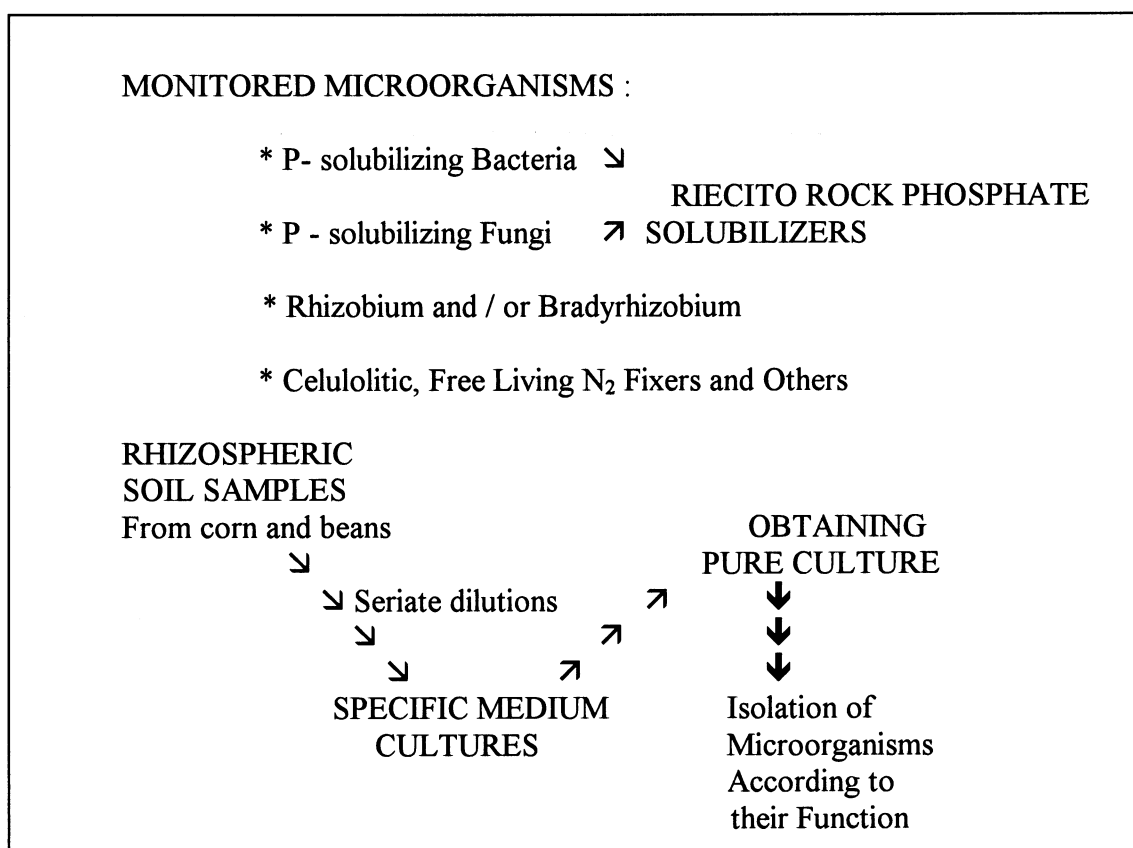 MONITORED MICROORGANISMS :
* P- solubilizing Bacteria ↘
RIECITO ROCK PHOSPHATE
* P - solubilizing Fungi ↗ SOLUBILIZERS
* Rhizobium and / or Bradyrhizobium
* Celulolitic, Free Living N₂ Fixers and Others
RHIZOSPHERIC
SOIL SAMPLES
From corn and beans
OBTAINING
PURE CULTURE
↘
↘ Seriate dilutions ↗ ↓
↘ ↗ ↓
↘ ↗ ↓
SPECIFIC MEDIUM
CULTURES
Isolation of
Microorganisms
According to
their Function